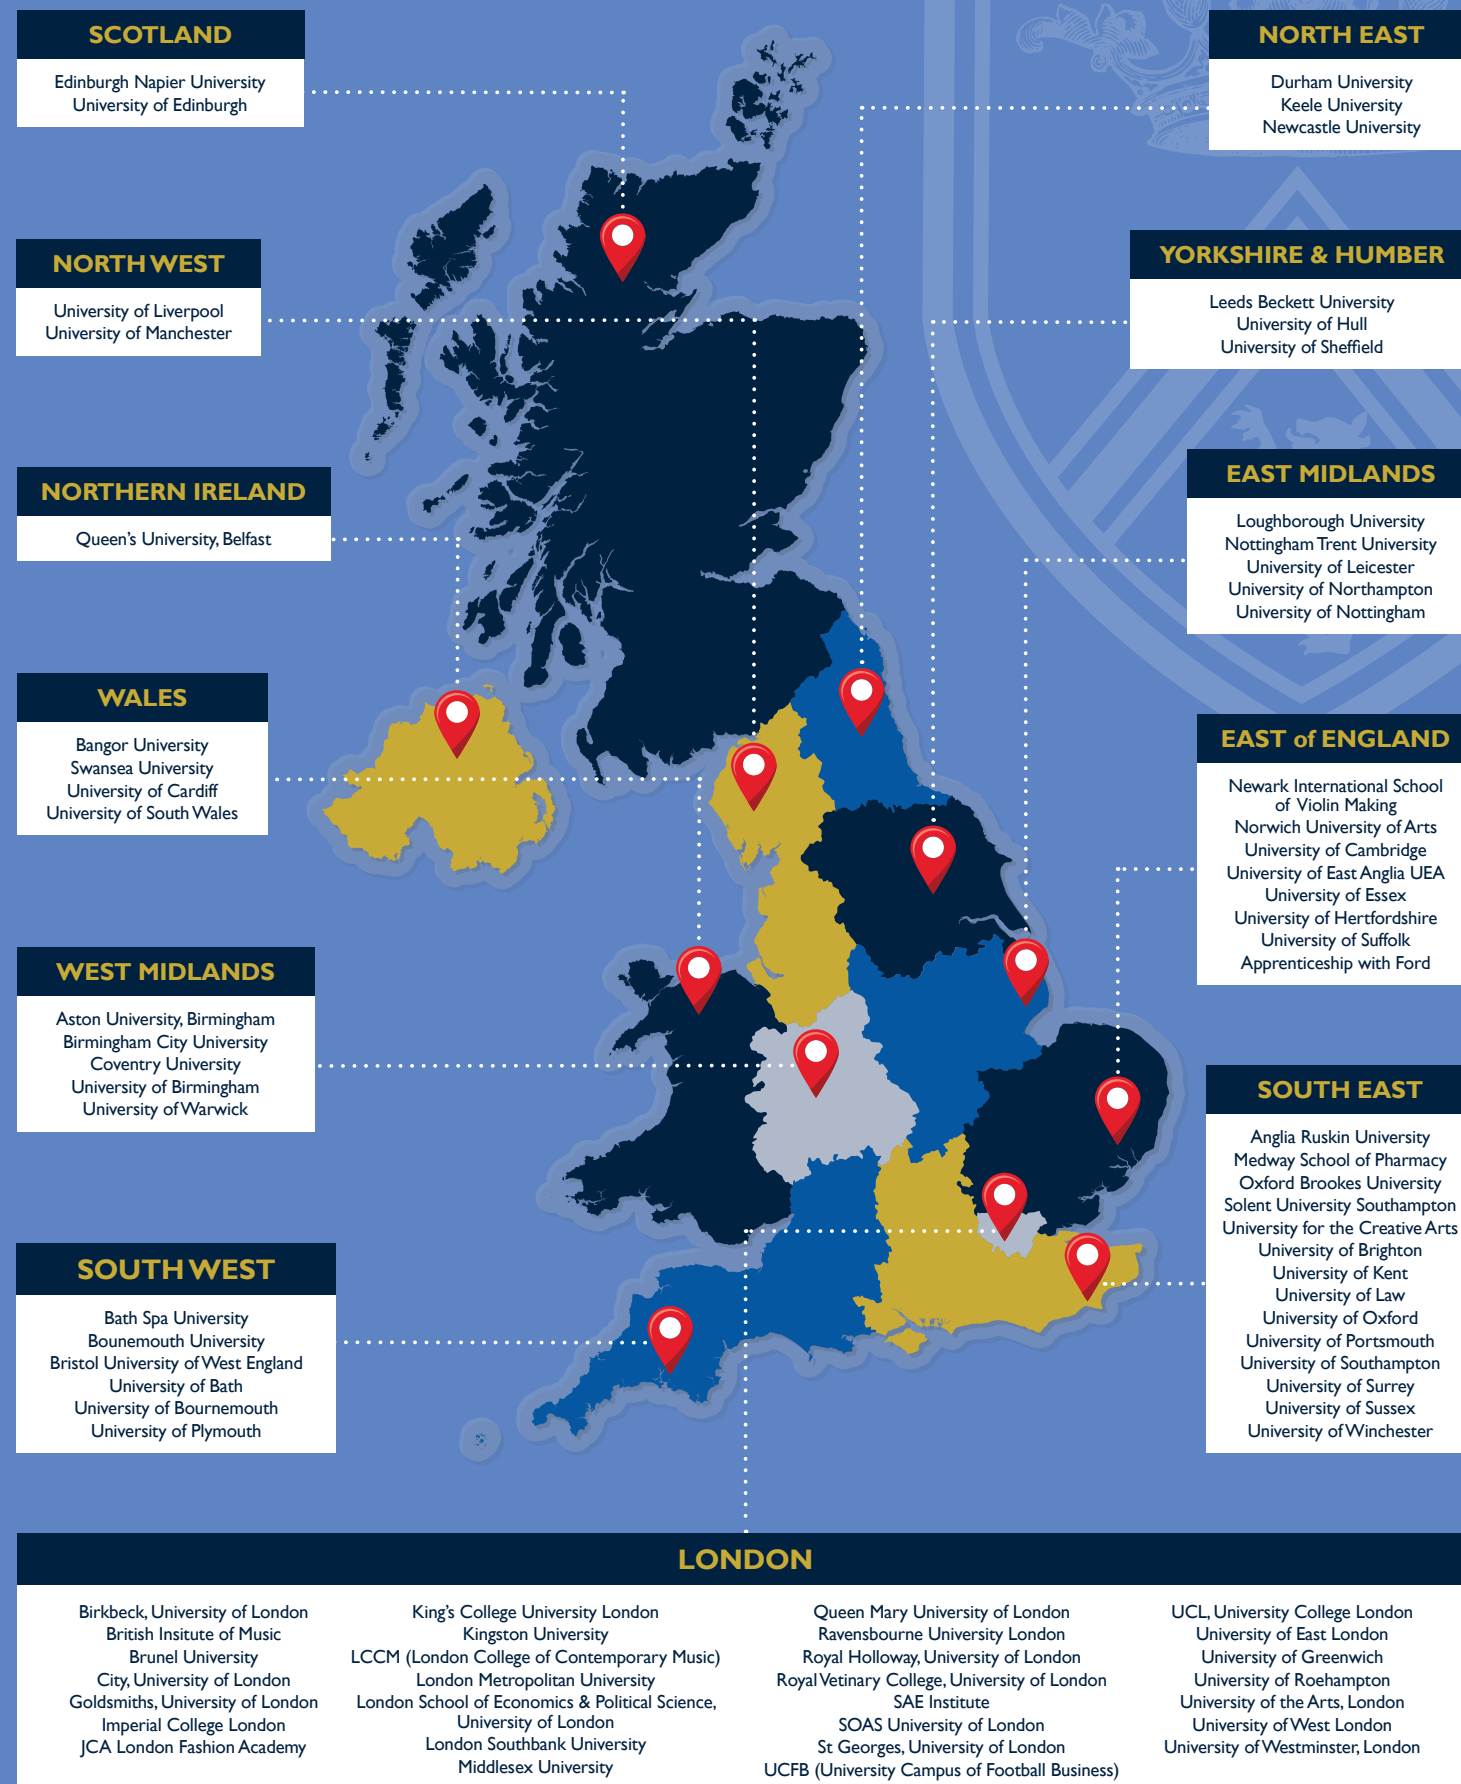 SCOTLAND
Edinburgh Napier University
University of Edinburgh
NORTH EAST
Durham University
Keele University
Newcastle University
NORTH WEST
University of Liverpool
University of Manchester
YORKSHIRE & HUMBER
Leeds Beckett University
University of Hull
University of Sheffield
NORTHERN IRELAND
Queen's University, Belfast
EAST MIDLANDS
Loughborough University
Nottingham Trent University
University of Leicester
University of Northampton
University of Nottingham
WALES
Bangor University
Swansea University
University of Cardiff
University of South Wales
EAST of ENGLAND
Newark International School
of Violin Making
Norwich University of Arts
University of Cambridge
University of East Anglia UEA
University of Essex
University of Hertfordshire
University of Suffolk
Apprenticeship with Ford
WEST MIDLANDS
Aston University, Birmingham
Birmingham City University
Coventry University
University of Birmingham
University of Warwick
SOUTH EAST
Anglia Ruskin University
Medway School of Pharmacy
Oxford Brookes University
Solent University Southampton
University for the Creative Arts
University of Brighton
University of Kent
University of Law
University of Oxford
University of Portsmouth
University of Southampton
University of Surrey
University of Sussex
University of Winchester
SOUTH WEST
Bath Spa University
Bounemouth University
Bristol University of West England
University of Bath
University of Bournemouth
University of Plymouth
LONDON
Birkbeck, University of London
British Insitute of Music
Brunel University
City, University of London
Goldsmiths, University of London
Imperial College London
JCA London Fashion Academy
King's College University London
Kingston University
LCCM (London College of Contemporary Music)
London Metropolitan University
London School of Economics & Political Science,
University of London
London Southbank University
Middlesex University
Queen Mary University of London
Ravensbourne University London
Royal Holloway, University of London
Royal Vetinary College, University of London
SAE Institute
SOAS University of London
St Georges, University of London
UCFB (University Campus of Football Business)
UCL, University College London
University of East London
University of Greenwich
University of Roehampton
University of the Arts, London
University of West London
University of Westminster, London